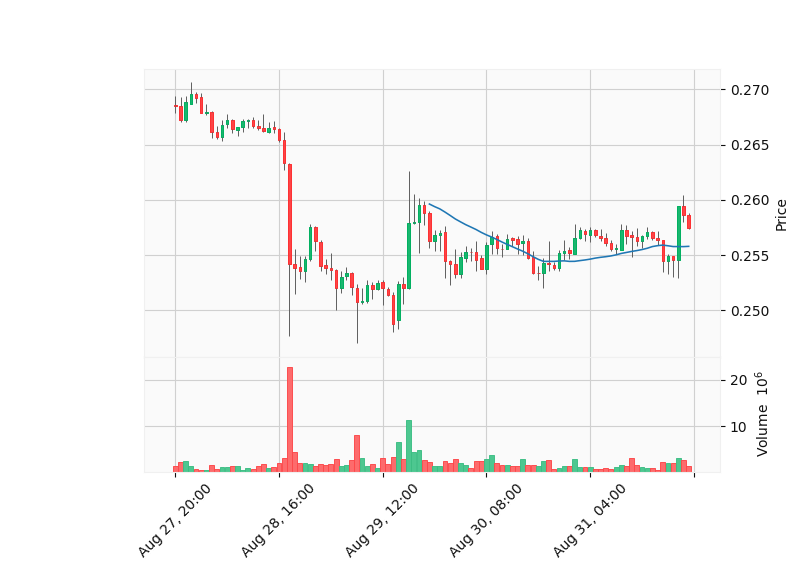 0.270
0.265
0.260
0.255
0.250
Price
20
10
Volume 10^6
Aug 27, 20:00
Aug 28, 16:00
Aug 29, 12:00
Aug 30, 08:00
Aug 31, 04:00